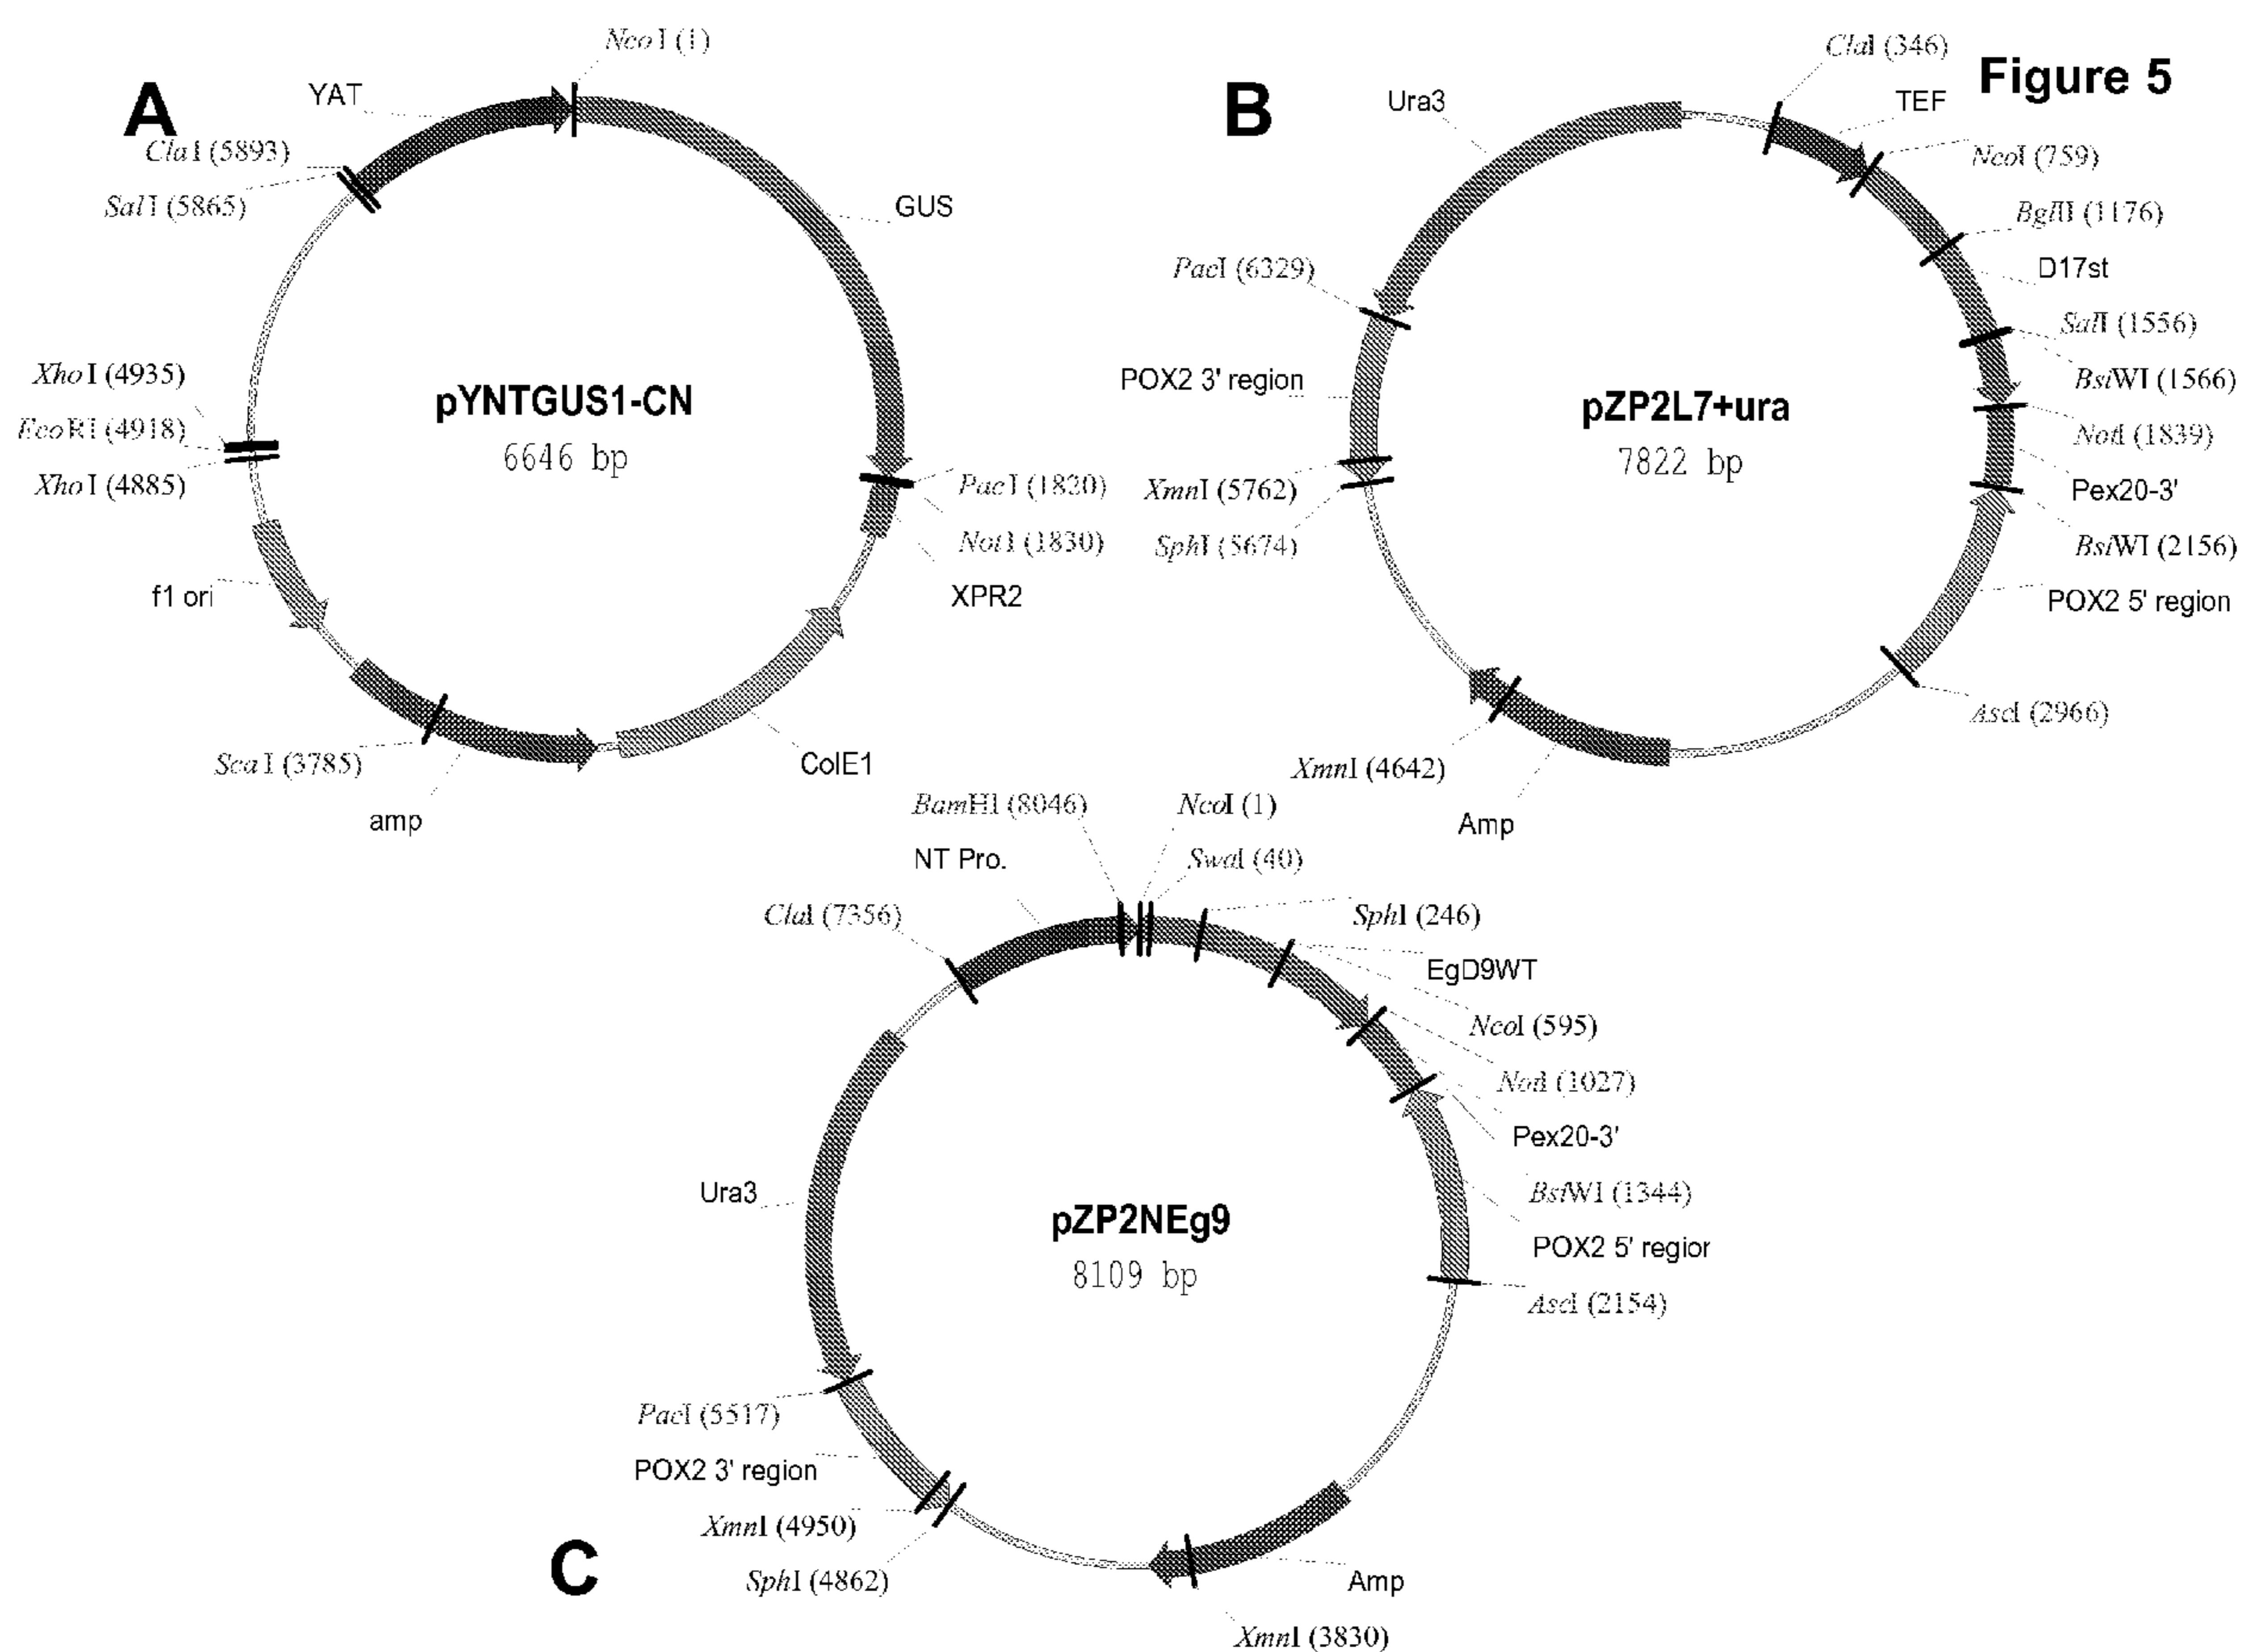 Figure 5
A
NcoI (1)
YAT
ClaI (5893)
SalI (5865)
GUS
XhoI (4935)
EcoRI (4918)
XhoI (4885)
pYNTGUS1-CN
6646 bp
PacI (1820)
NotI (1830)
XPR2
f1 ori
ScaI (3785)
amp
ColE1
B
ClaI (346)
Ura3
TEF
NcoI (759)
BglII (1176)
D17st
SalI (1556)
BsiWI (1566)
NotI (1839)
Pex20-3'
BsiWI (2156)
POX2 5' region
AscI (2966)
PacI (6329)
POX2 3' region
pZP2L7+ura
7822 bp
XmnI (5762)
SphI (5674)
XmnI (4642)
Amp
BamHI (8046)
NcoI (1)
NT Pro.
SwaI (40)
ClaI (7356)
SphI (246)
EgD9WT
NcoI (595)
NotI (1027)
Pex20-3'
BsiWI (1344)
POX2 5' region
AscI (2154)
Ura3
pZP2NEg9
8109 bp
PacI (5517)
POX2 3' region
XmnI (4950)
SphI (4862)
C
Amp
XmnI (3830)